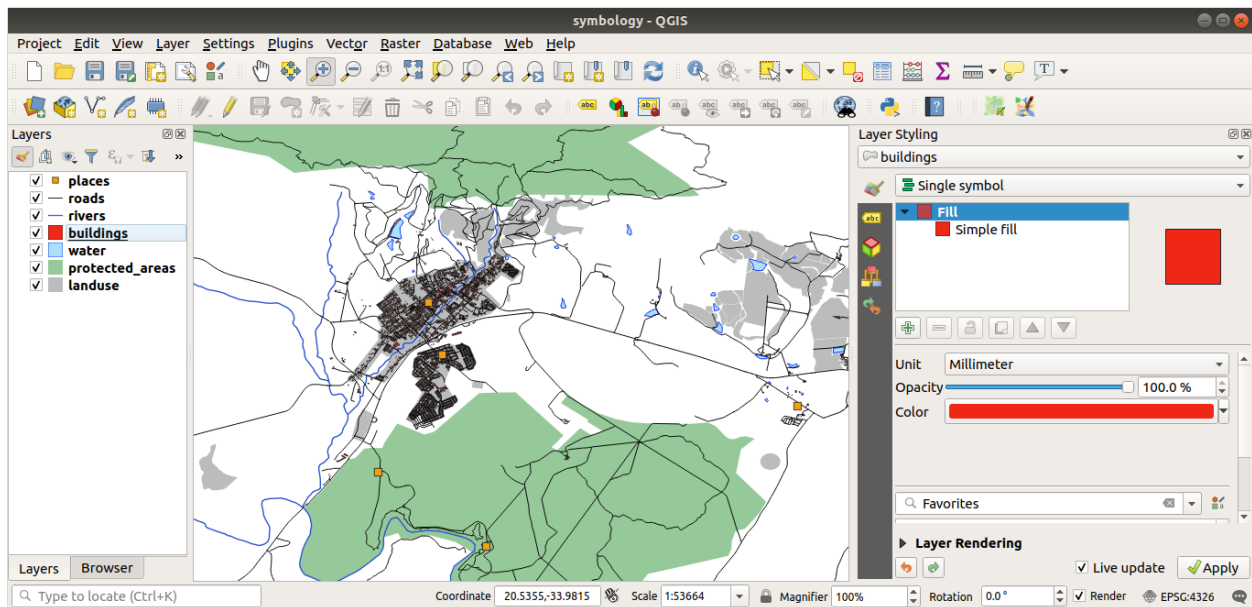 symbology - QGIS
Project Edit View Layer Settings Plugins Vector Raster Database Web Help
Layers
places
roads
rivers
buildings
water
protected_areas
landuse
Layers Browser
Layer Styling
buildings
Single symbol
Fill
Simple fill
Unit Millimeter
Opacity 100.0 %
Color
Favorites
Layer Rendering
Live update Apply
Type to locate (Ctrl+K) Coordinate 20.5355,-33.9815 Scale 1:53664 Magnifier 100% Rotation 0.0° Render EPSG:4326